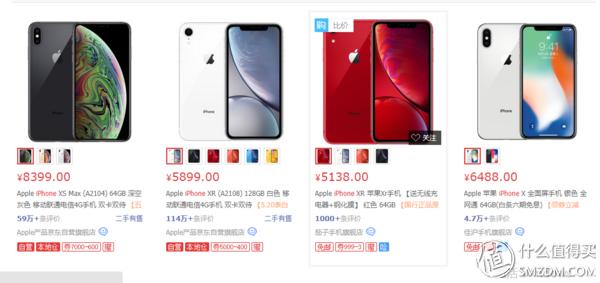 购 比价
iPhone
iPhone
iPhone
iPhone
关注
¥8399.00
Apple iPhone XS Max (A2104) 64GB 深空
灰色 移动联通电信4G手机 双卡双待 【五
59万+条评价 二手有售
Apple产品京东自营旗舰店
自营 本地仓 券7000-600
¥5899.00
Apple iPhone XR (A2108) 128GB 白色 移
动联通电信4G手机 双卡双待 【5.20表白
114万+条评价 二手有售
Apple产品京东自营旗舰店
自营 本地仓 券5000-400
¥5138.00
Apple iPhone XR 苹果Xr手机 【送无线充
电器+钢化膜】 红色 64GB 【国行正品原
1000+条评价
茄子手机旗舰店
免邮 券999-3 险
¥6488.00
Apple 苹果 iPhone X 全面屏手机 银色 全
网通 64GB(白条六期免息) 【领券立减
4.7万+条评价
佳沪手机旗舰店
免邮
值 什么值得买
SMZDM.COM